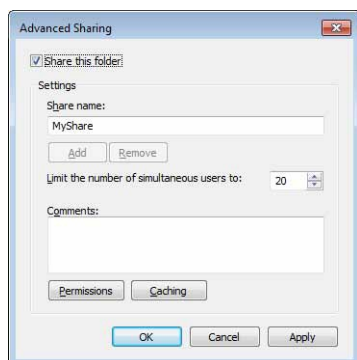 Advanced Sharing
Share this folder
Settings
Share name:
MyShare
Add Remove
Limit the number of simultaneous users to: 20
Comments:
Permissions Caching
OK Cancel Apply